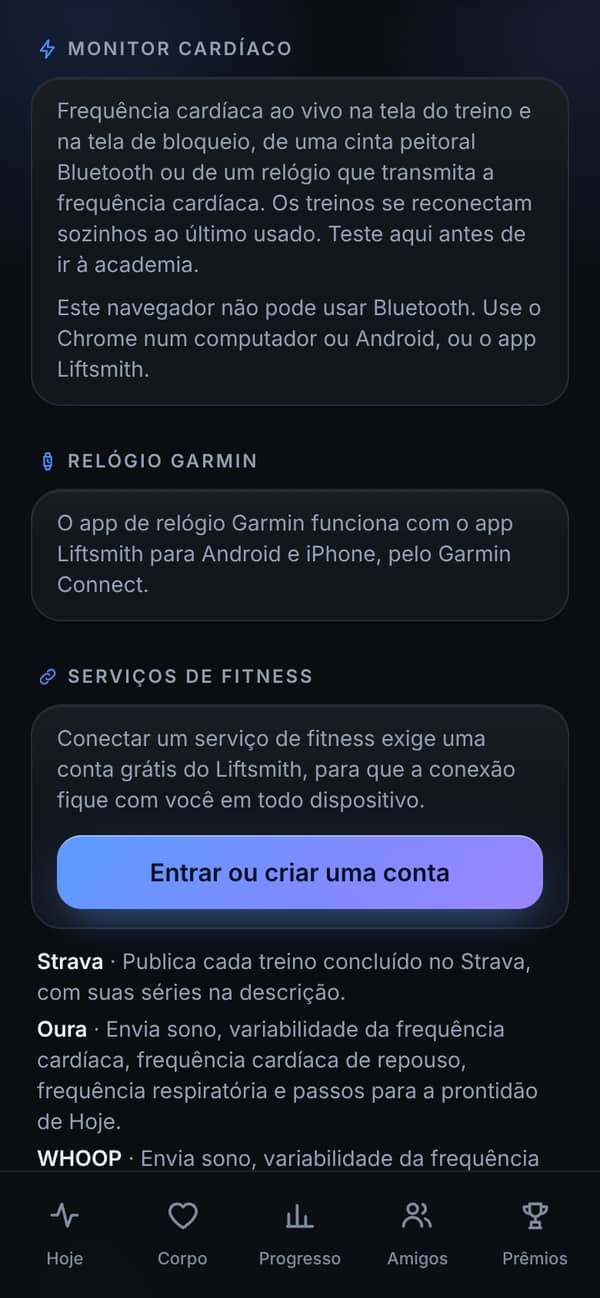 MONITOR CARDÍACO
Frequência cardíaca ao vivo na tela do treino e
na tela de bloqueio, de uma cinta peitoral
Bluetooth ou de um relógio que transmita a
frequência cardíaca. Os treinos se reconectam
sozinhos ao último usado. Teste aqui antes de
ir à academia.
Este navegador não pode usar Bluetooth. Use o
Chrome num computador ou Android, ou o app
Liftsmith.
RELÓGIO GARMIN
O app de relógio Garmin funciona com o app
Liftsmith para Android e iPhone, pelo Garmin
Connect.
SERVIÇOS DE FITNESS
Conectar um serviço de fitness exige uma
conta grátis do Liftsmith, para que a conexão
fique com você em todo dispositivo.
Entrar ou criar uma conta
Strava · Publica cada treino concluído no Strava,
com suas séries na descrição.
Oura · Envia sono, variabilidade da frequência
cardíaca, frequência cardíaca de repouso,
frequência respiratória e passos para a prontidão
de Hoje.
WHOOP · Envia sono, variabilidade da frequência
Hoje Corpo Progresso Amigos Prêmios